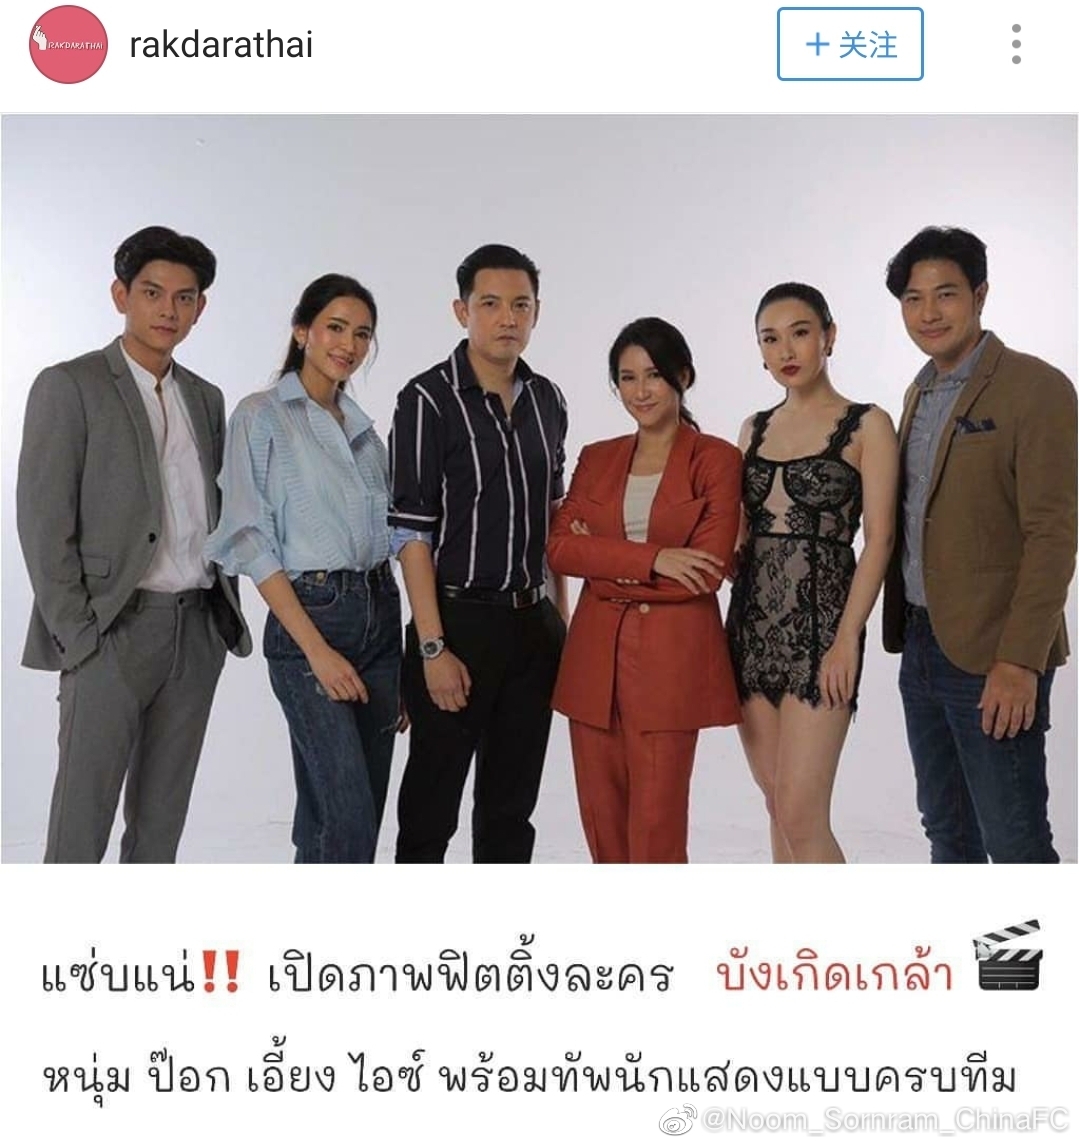 RAKDARATHAI
rakdarathai
+ 关注
แซ่บแน่‼ เปิดภาพฟิตติ้งละคร บังเกิดเกล้า
หนุ่ม ป๊อก เอี้ยง ไอซ์ พร้อมทัพนักแสดงแบบครบทีม
@Noom_Sornram_ChinaFC